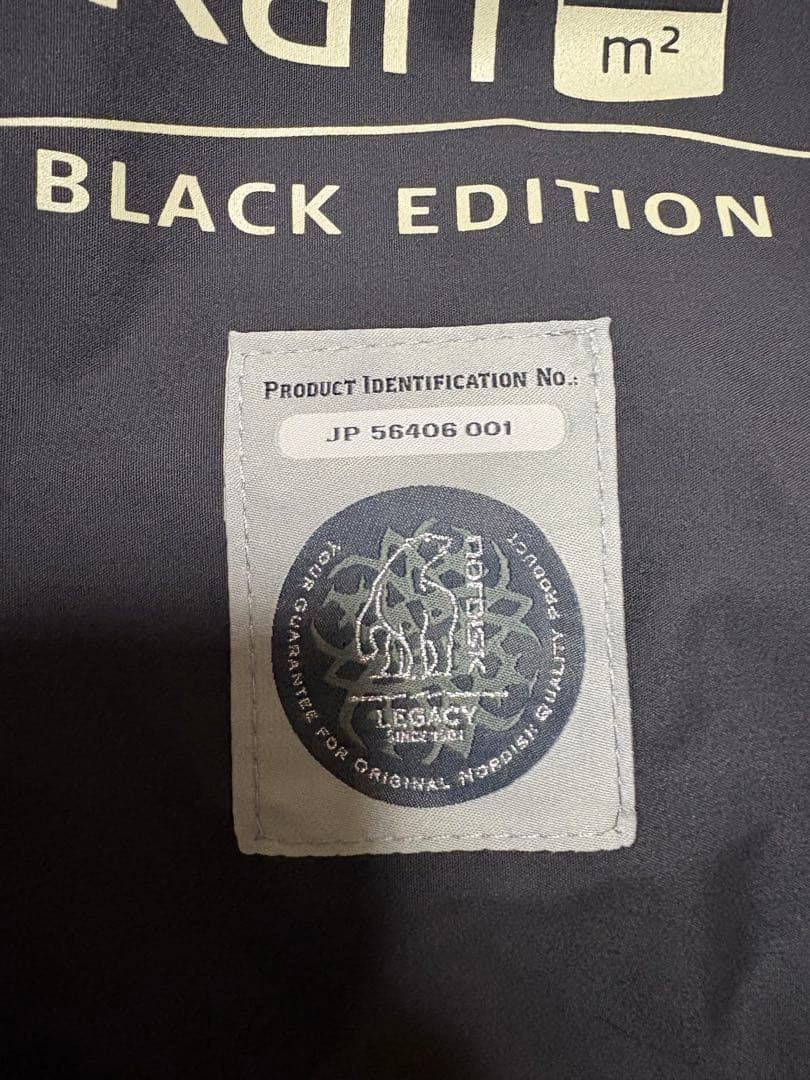 m²
BLACK EDITION
PRODUCT IDENTIFICATION NO.:
JP 56406 001
NORDISK
LEGACY
SINCE 1901
YOUR GUARANTEE FOR ORIGINAL NORDISK QUALITY PRODUCT